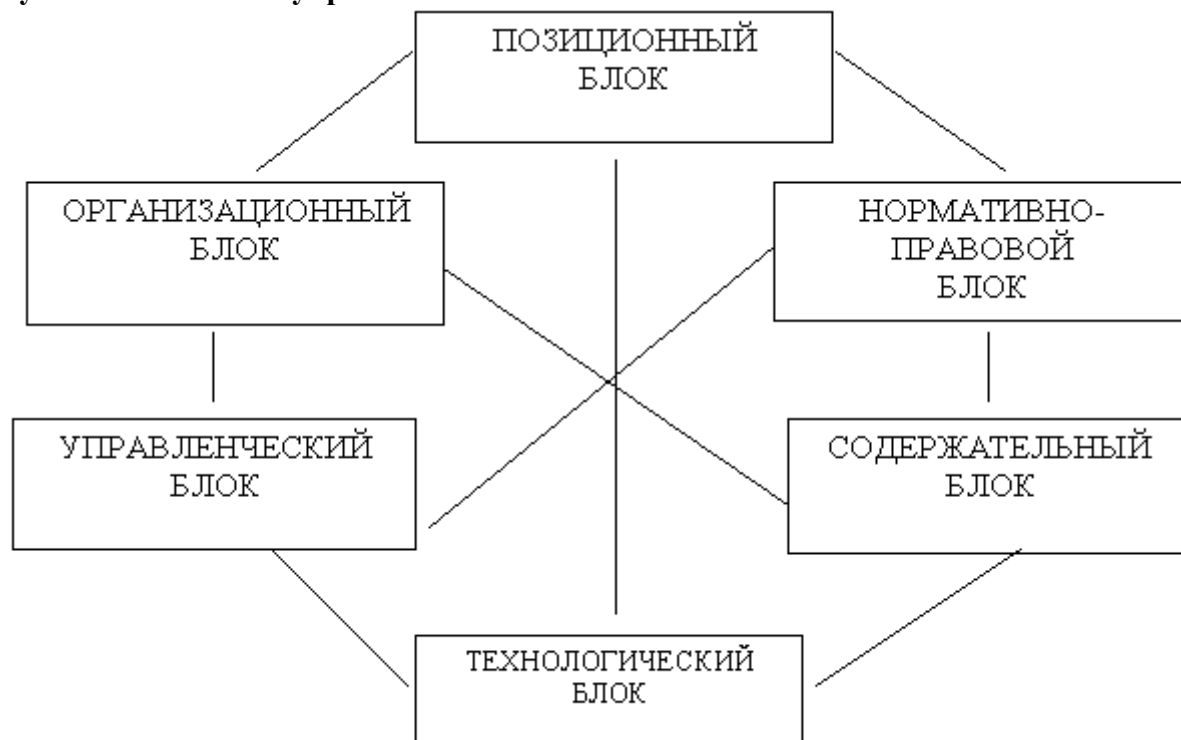 ПОЗИЦИОННЫЙ
БЛОК
ОРГАНИЗАЦИОННЫЙ
БЛОК
НОРМАТИВНО-
ПРАВОВОЙ
БЛОК
УПРАВЛЕНЧЕСКИЙ
БЛОК
СОДЕРЖАТЕЛЬНЫЙ
БЛОК
ТЕХНОЛОГИЧЕСКИЙ
БЛОК